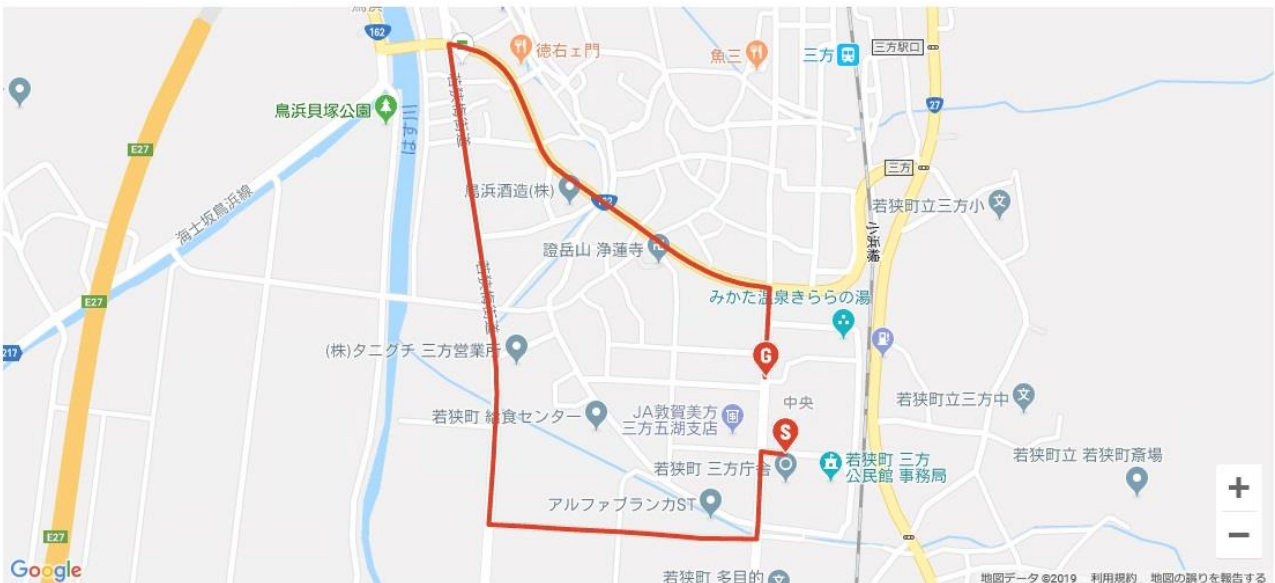 鳥浜
162
徳右ェ門
魚三
三方
三方駅口
鳥浜貝塚公園
27
E27
三方
鳥浜酒造(株)
162
若狭町立三方小
海士坂鳥浜線
小浜線
證岳山 浄蓮寺
みかた温泉きららの湯
E27
217
(株)タニグチ 三方営業所
G
中央
若狭町立三方中
若狭町 給食センター
JA敦賀美方
三方五湖支店
S
若狭町 三方庁舎
若狭町 三方
公民館 事務局
若狭町立 若狭町斎場
アルファブランカST
+
−
E27
Google
若狭町 多目的
地図データ ©2019 利用規約 地図の誤りを報告する